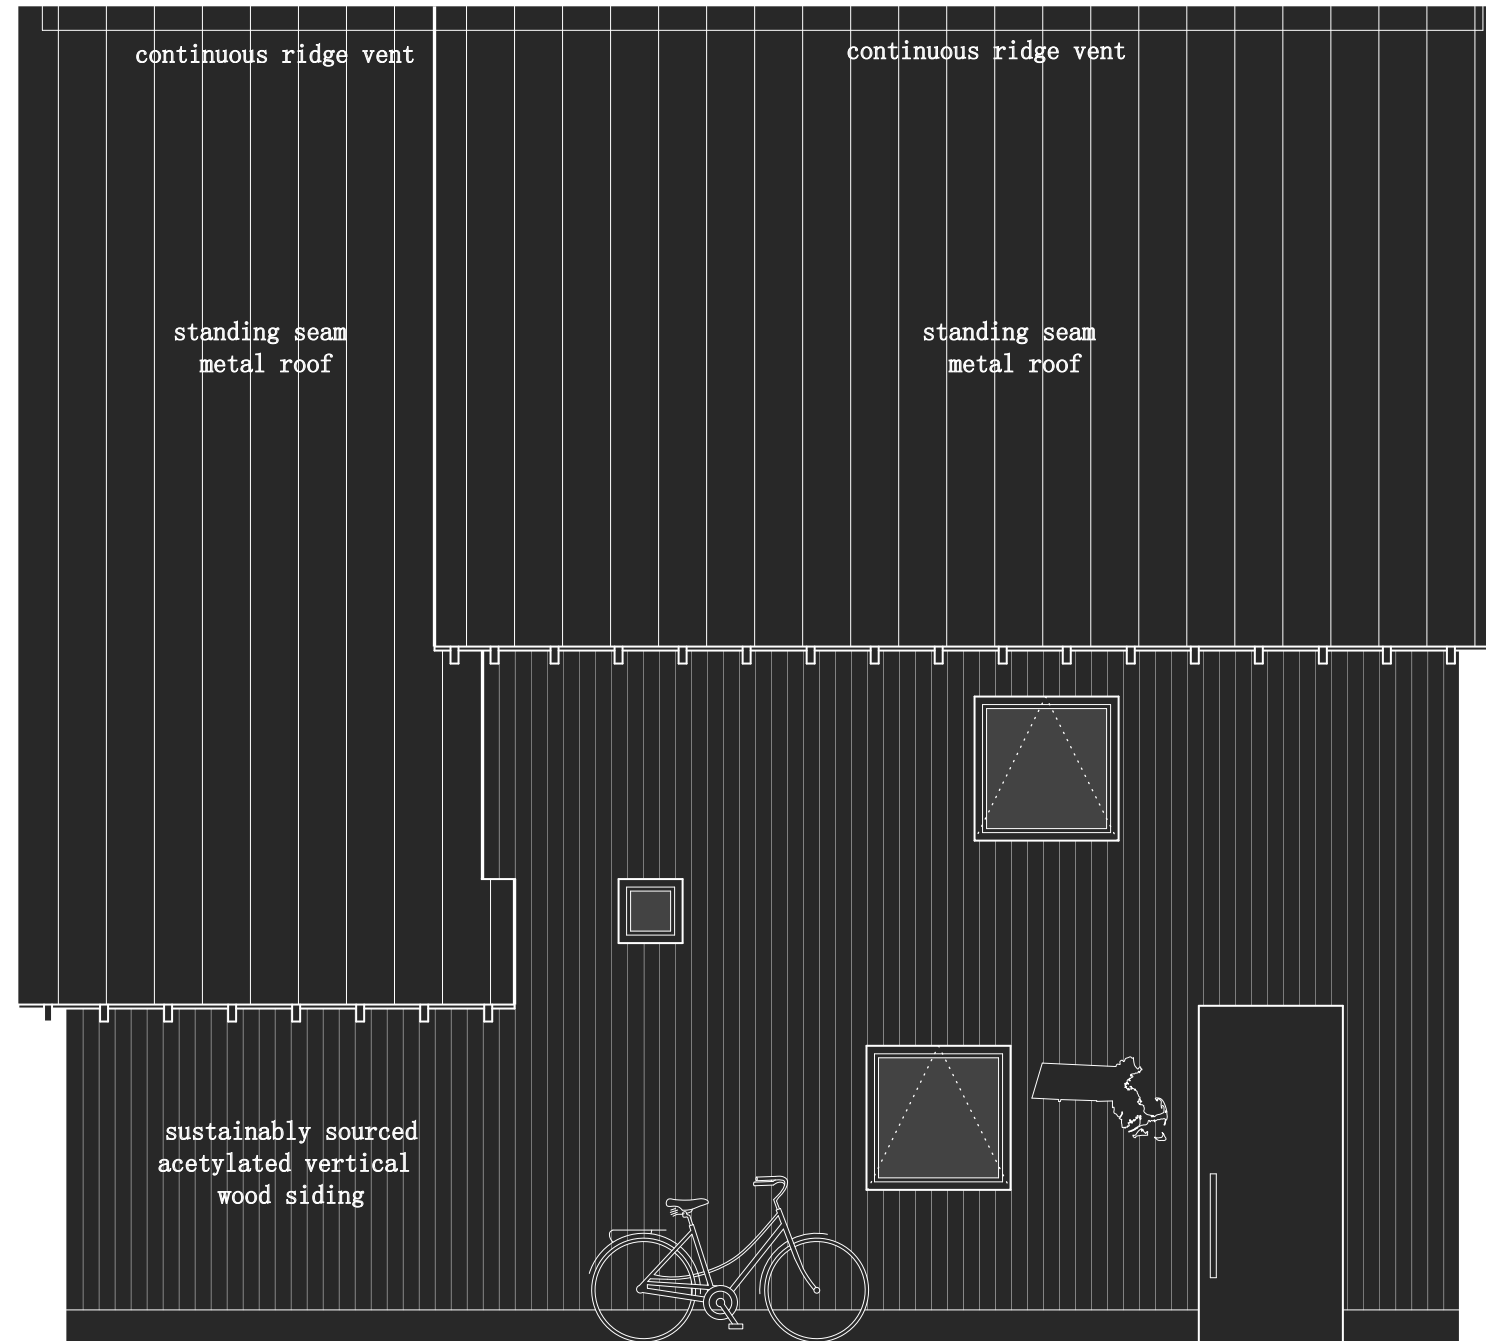 continuous ridge vent
continuous ridge vent
standing seam
metal roof
standing seam
metal roof
sustainably sourced
acetylated vertical
wood siding